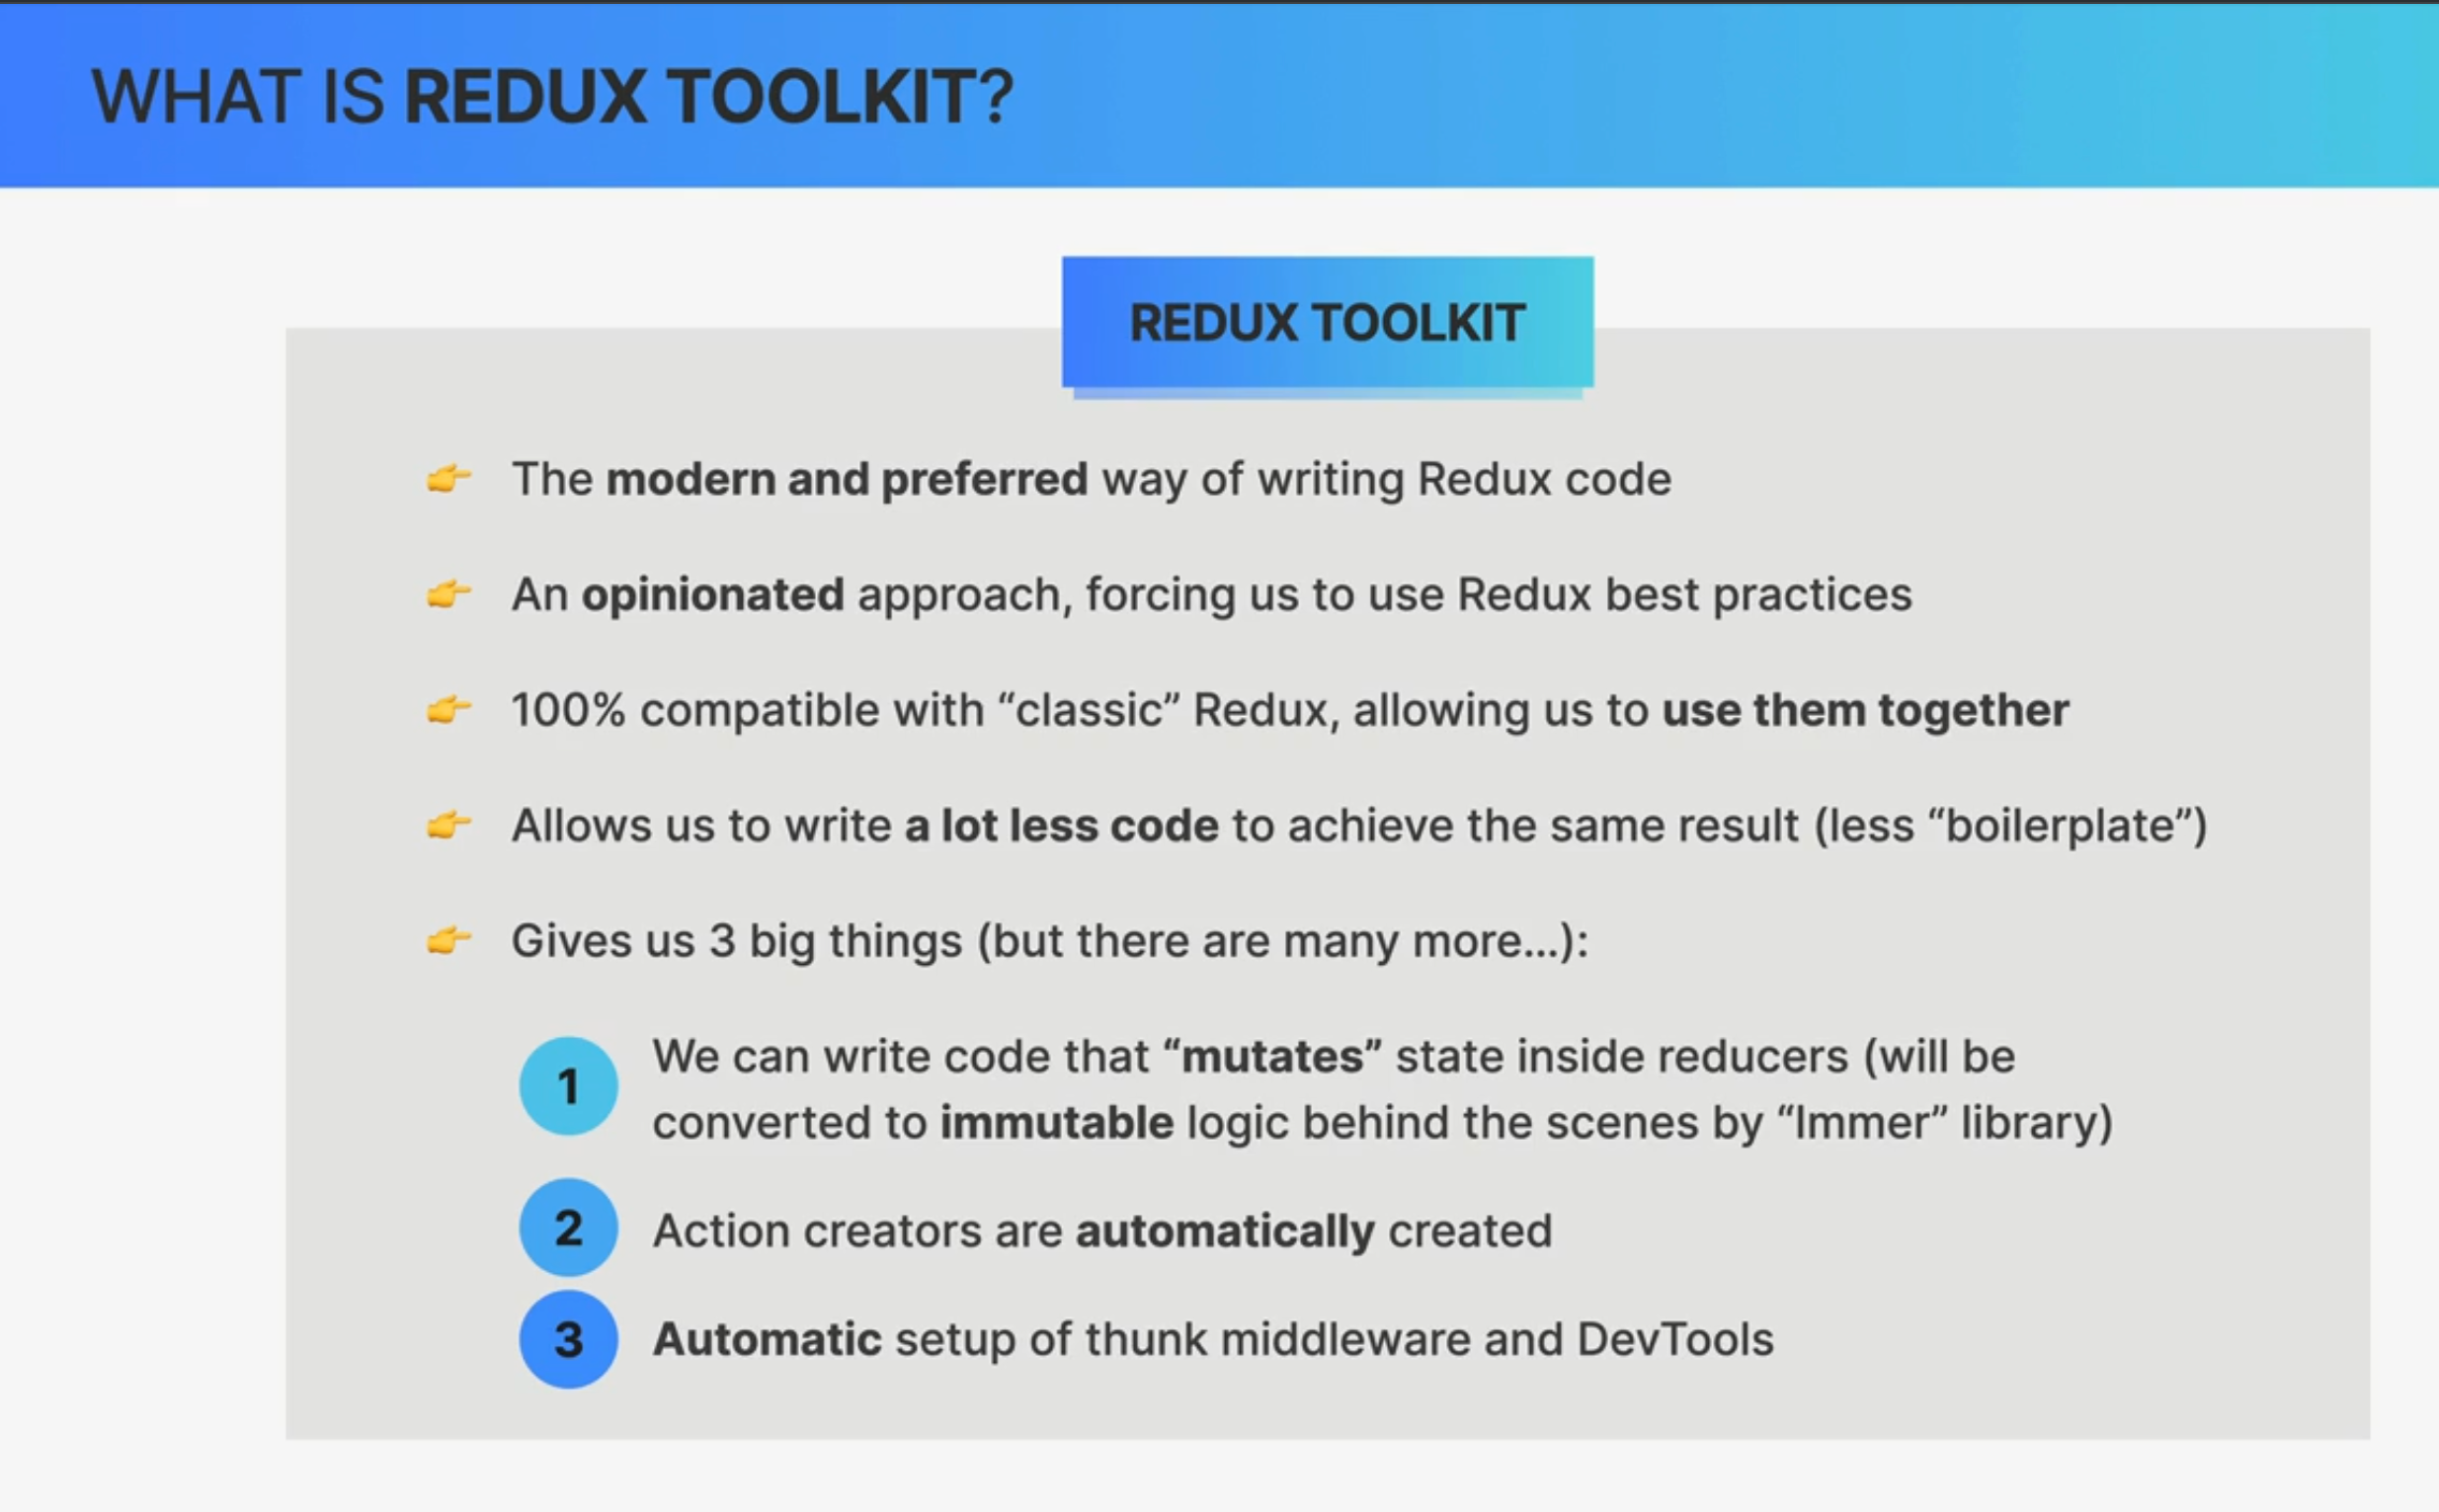 WHAT IS REDUX TOOLKIT?
REDUX TOOLKIT
👉 The modern and preferred way of writing Redux code
👉 An opinionated approach, forcing us to use Redux best practices
👉 100% compatible with “classic” Redux, allowing us to use them together
👉 Allows us to write a lot less code to achieve the same result (less “boilerplate”)
👉 Gives us 3 big things (but there are many more...):
1 We can write code that “mutates” state inside reducers (will be
converted to immutable logic behind the scenes by “Immer” library)
2 Action creators are automatically created
3 Automatic setup of thunk middleware and DevTools